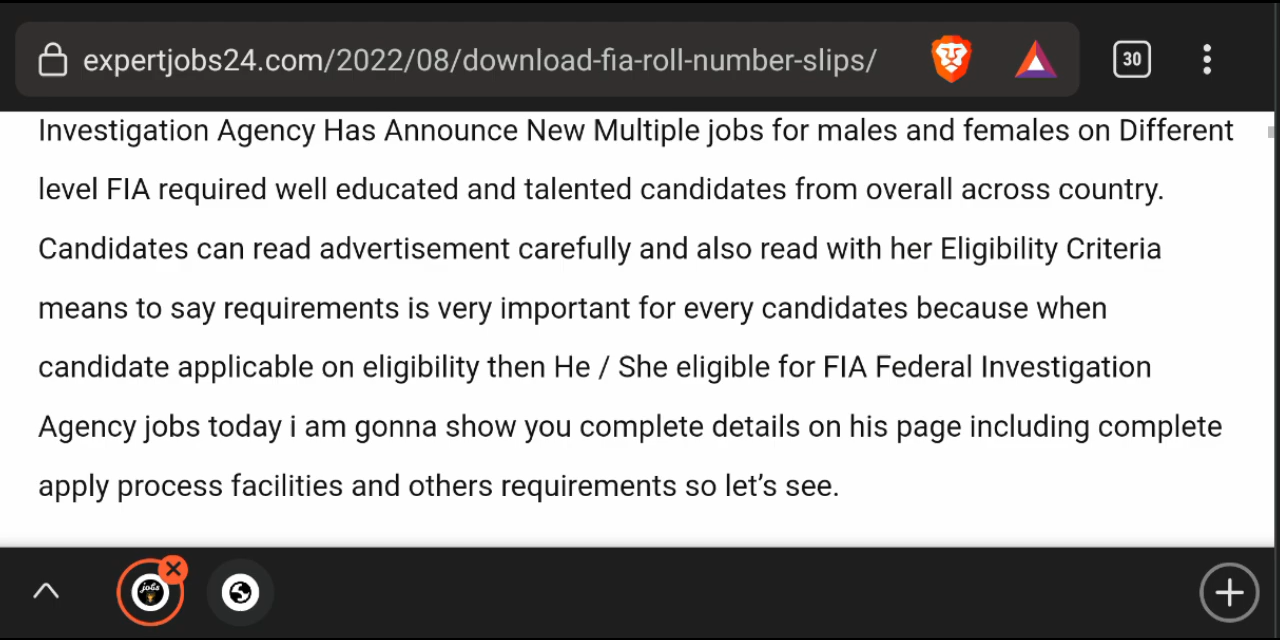 expertjobs24.com/2022/08/download-fia-roll-number-slips/
30
Investigation Agency Has Announce New Multiple jobs for males and females on Different
level FIA required well educated and talented candidates from overall across country.
Candidates can read advertisement carefully and also read with her Eligibility Criteria
means to say requirements is very important for every candidates because when
candidate applicable on eligibility then He / She eligible for FIA Federal Investigation
Agency jobs today i am gonna show you complete details on his page including complete
apply process facilities and others requirements so let’s see.
jobs